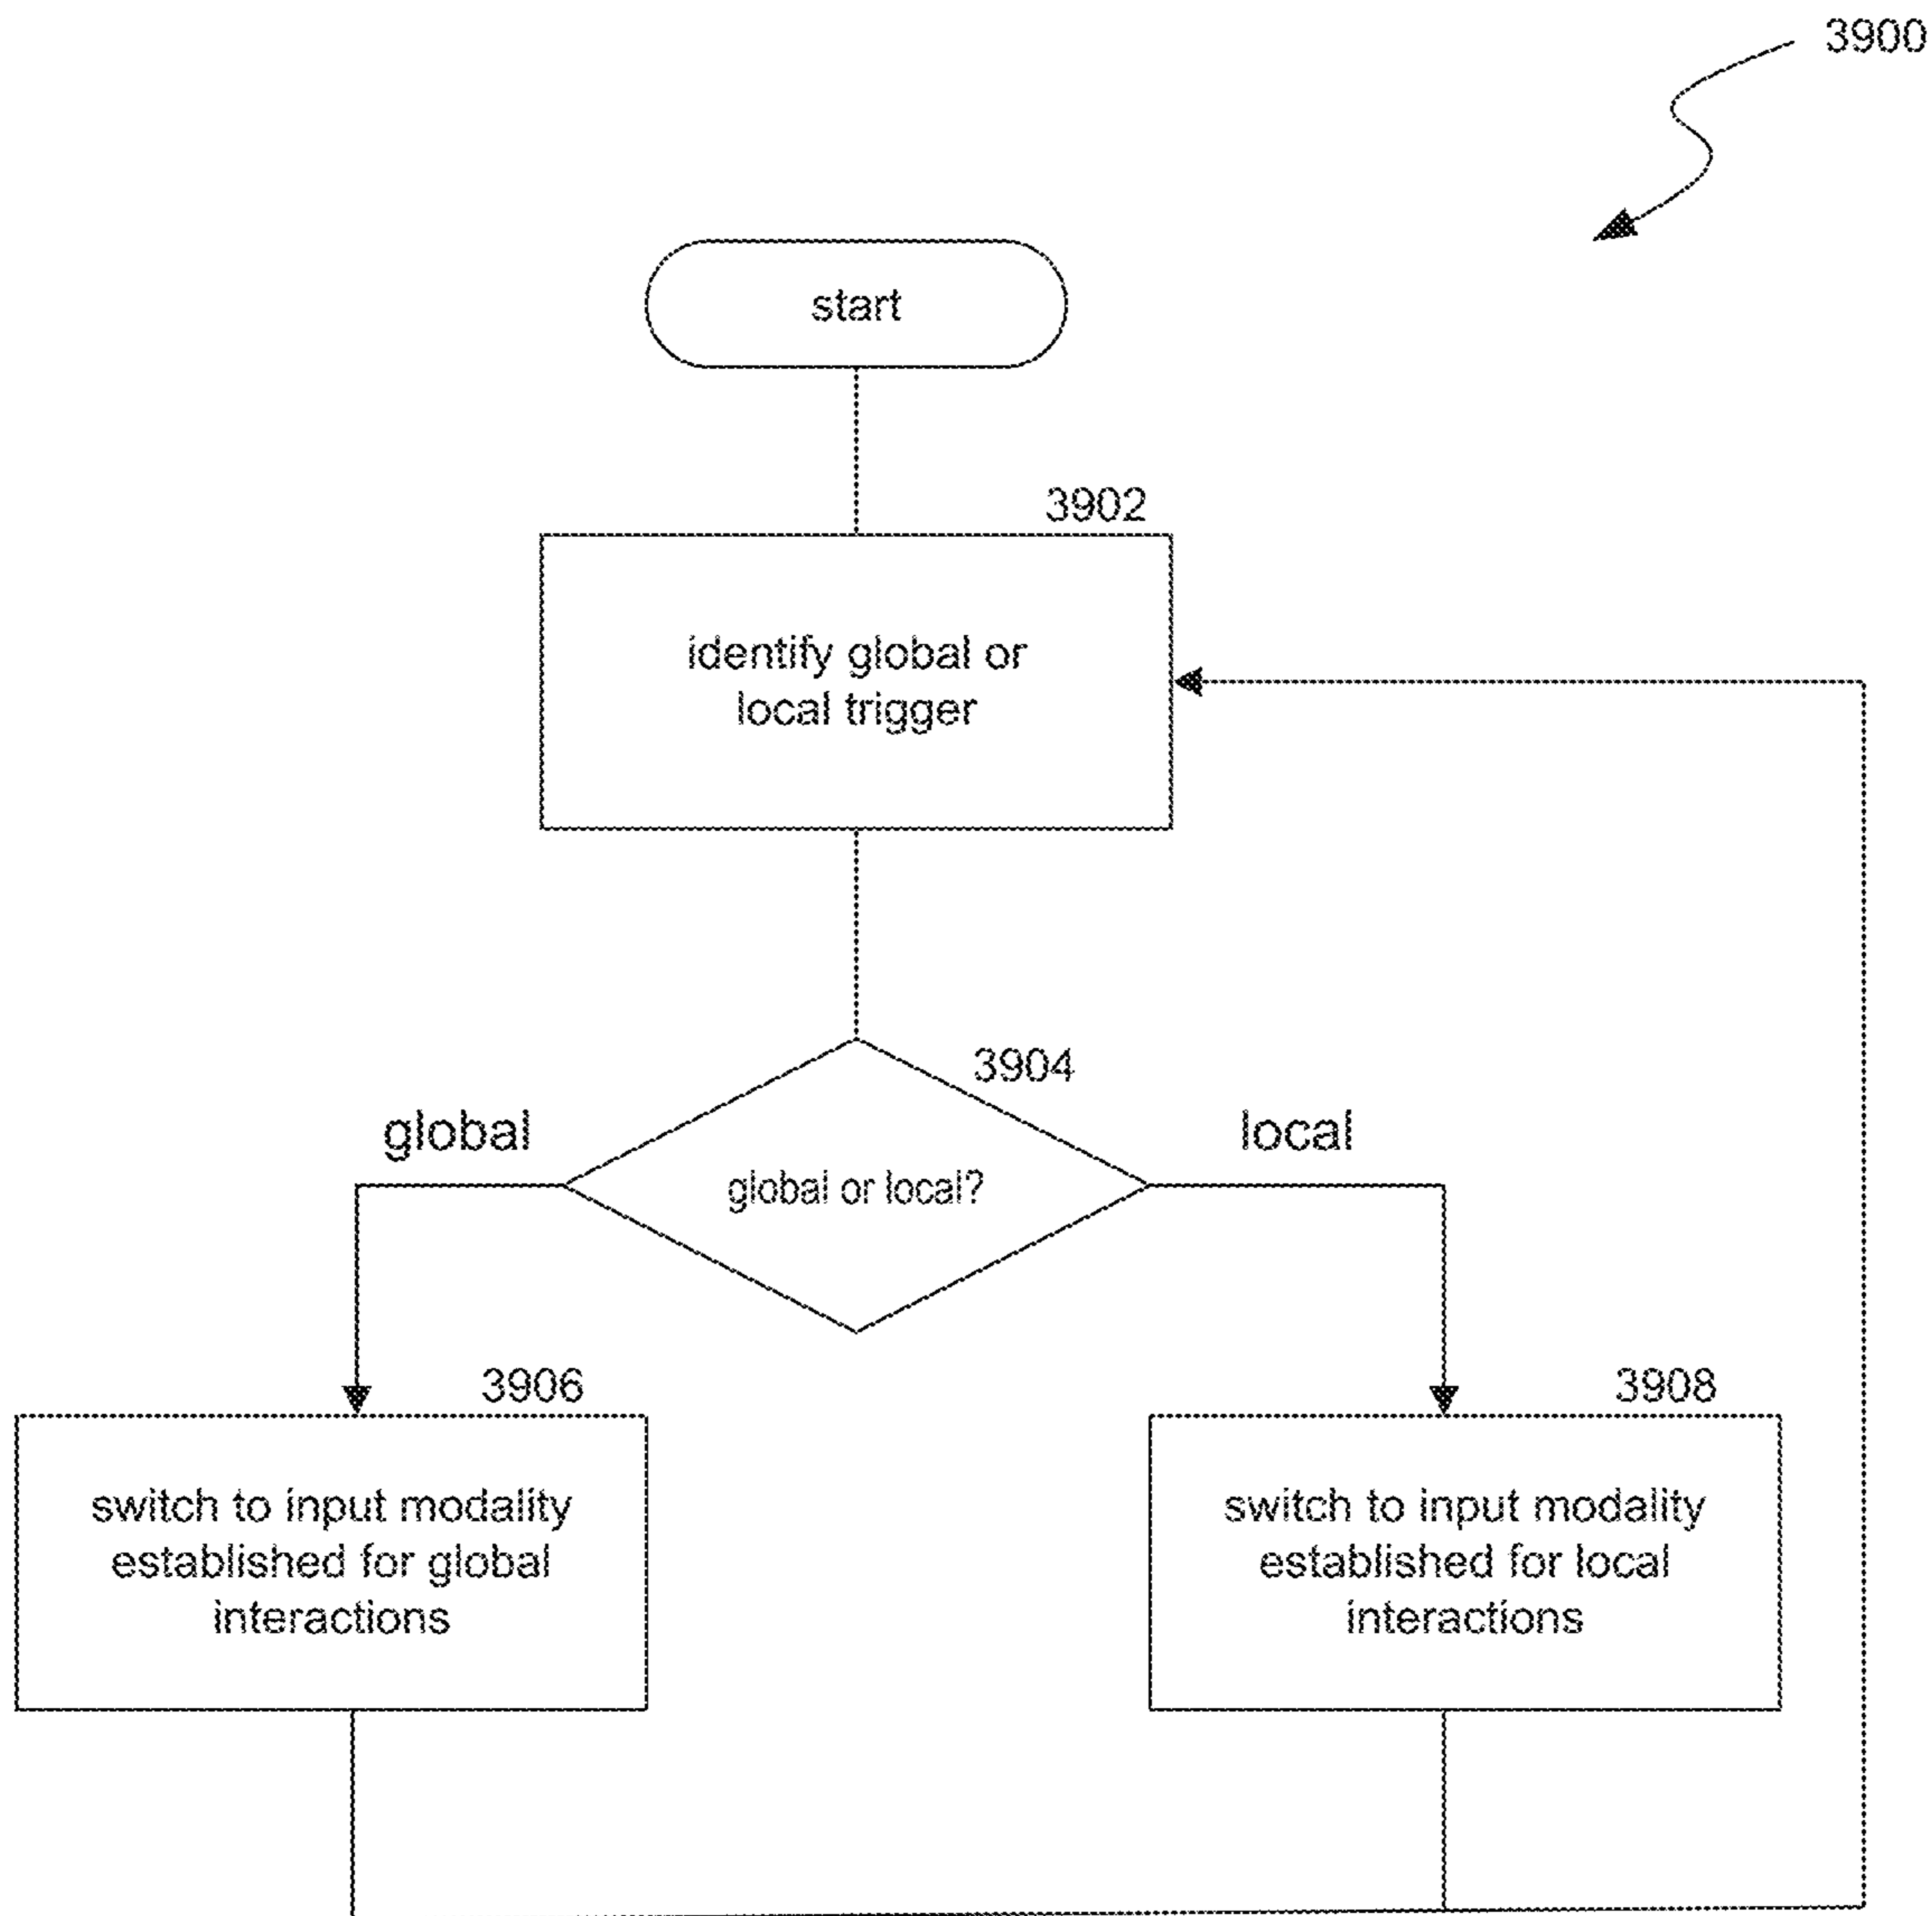 3900
start
3902
identify global or
local trigger
3904
global
local
global or local?
3906
3908
switch to input modality
established for global
interactions
switch to input modality
established for local
interactions